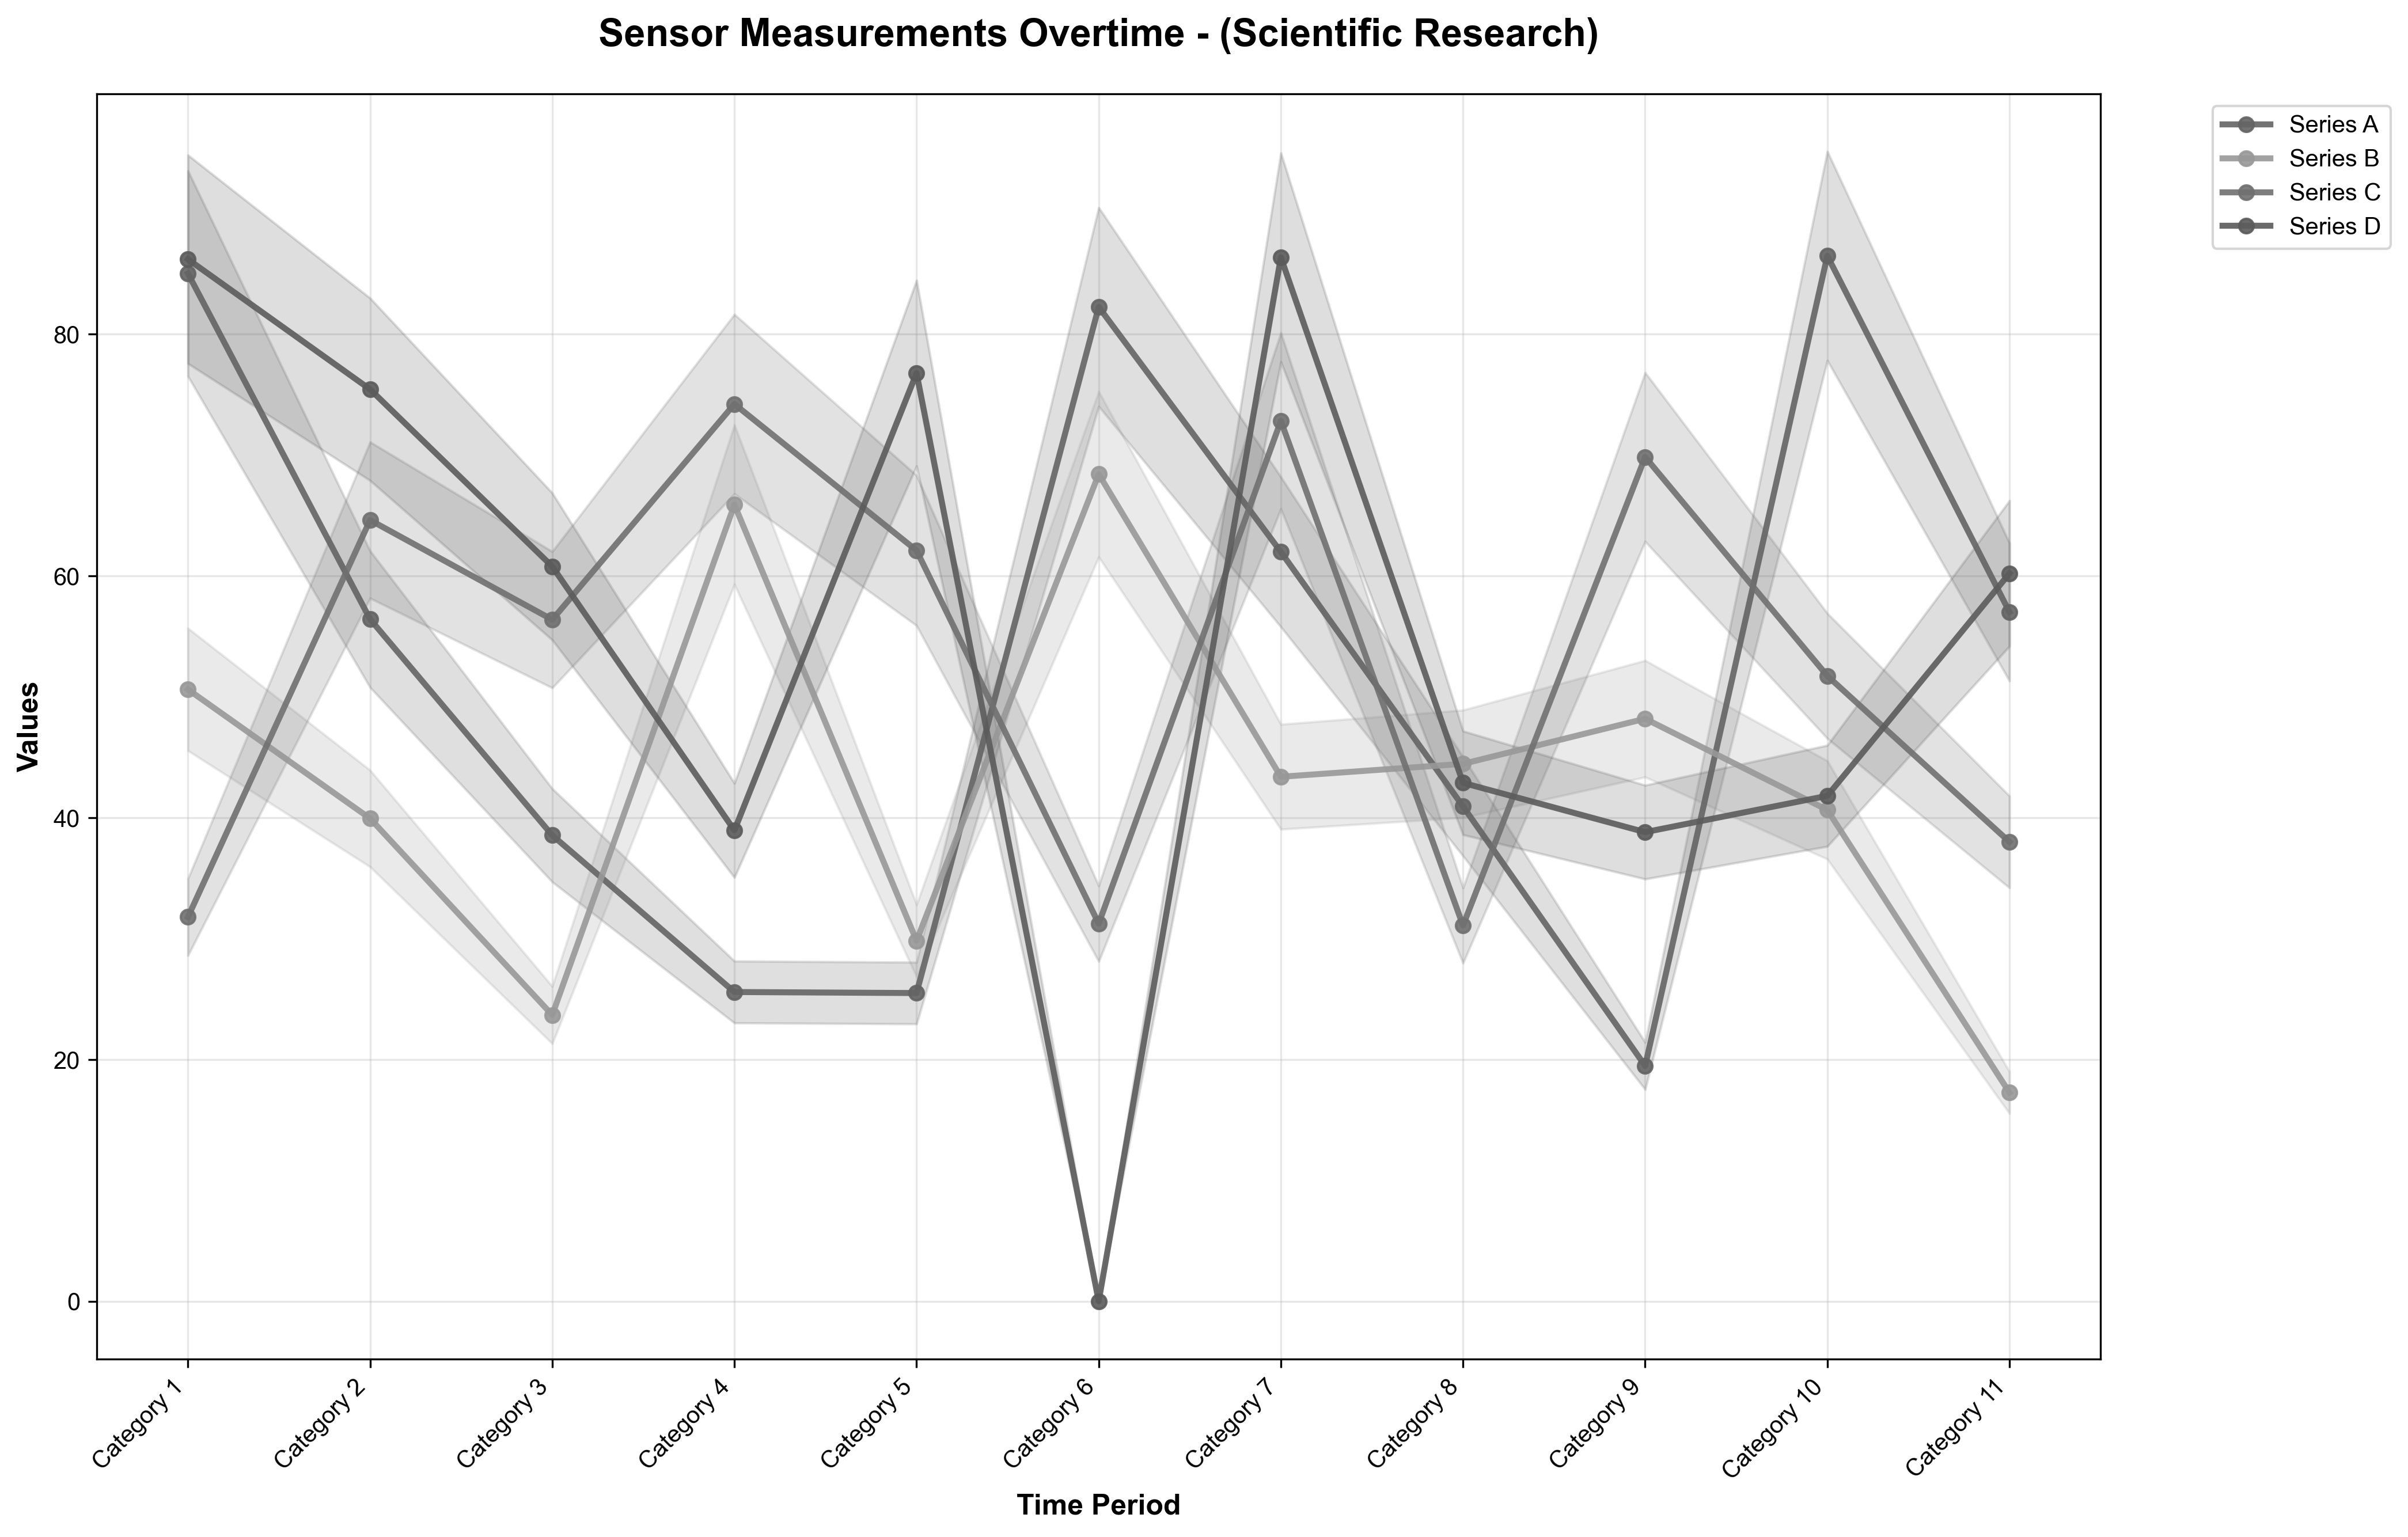 Sensor Measurements Overtime - (Scientific Research)
Series A
Series B
Series C
Series D
Values
80
60
40
20
0
Category 1
Category 2
Category 3
Category 4
Category 5
Category 6
Category 7
Category 8
Category 9
Category 10
Category 11
Time Period